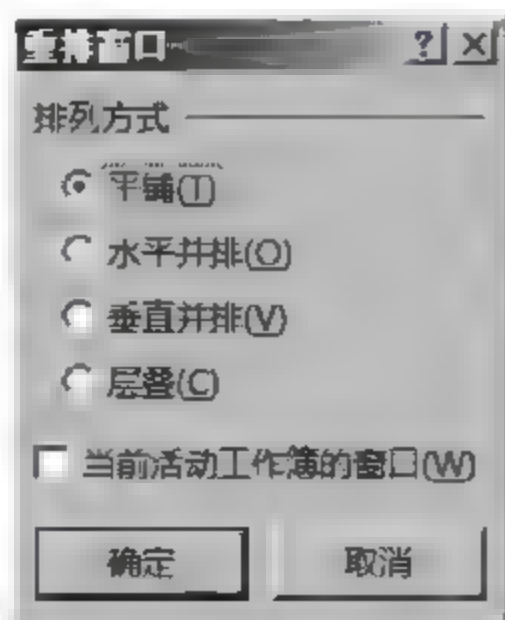 重排窗口
排列方式
平铺(T)
水平并排(O)
垂直并排(V)
层叠(C)
当前活动工作簿的窗口(W)
确定 取消